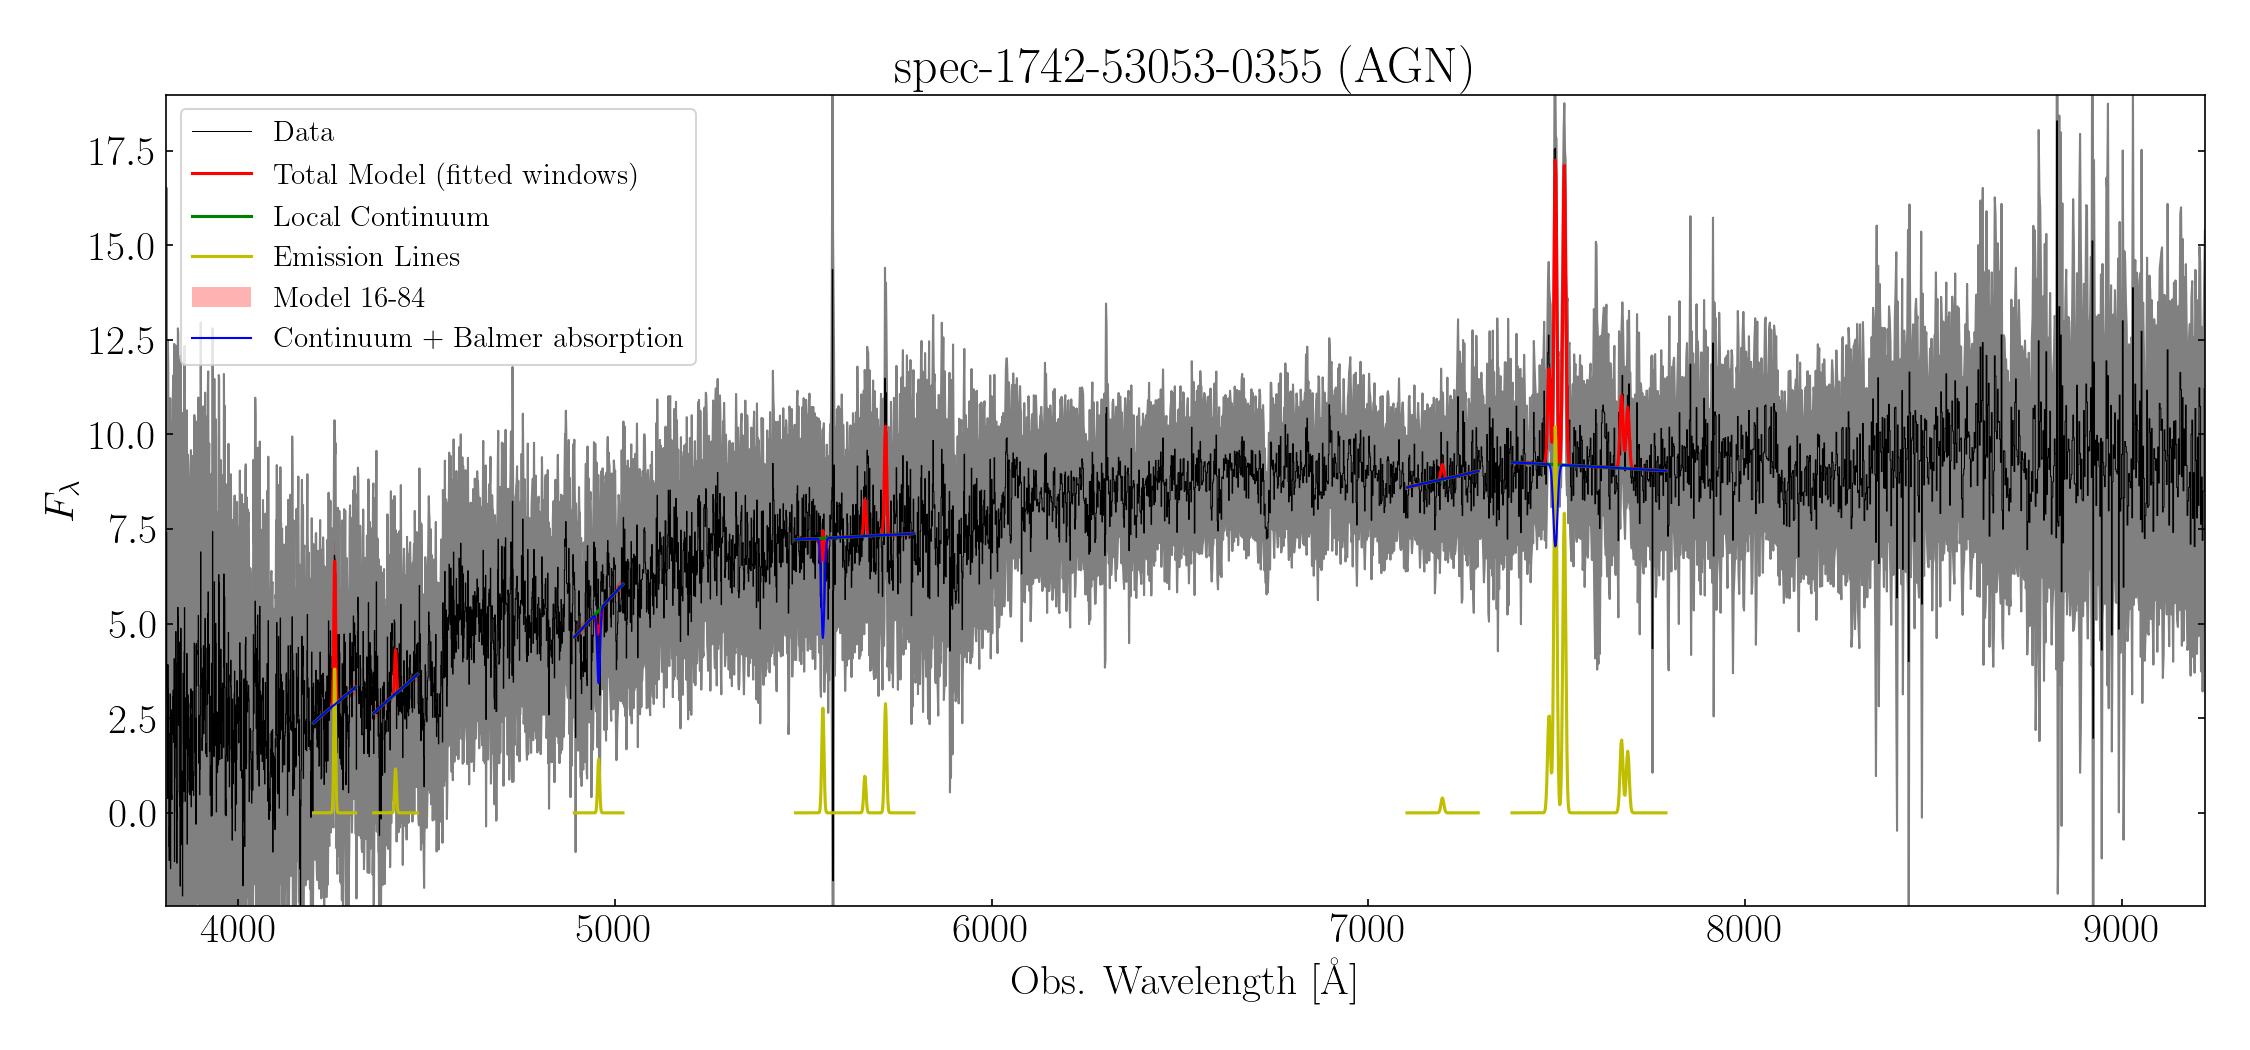 spec-1742-53053-0355 (AGN)
Data
Total Model (fitted windows)
Local Continuum
Emission Lines
Model 16-84
Continuum + Balmer absorption
17.5
15.0
12.5
10.0
7.5
5.0
2.5
0.0
Fλ
4000 5000 6000 7000 8000 9000
Obs. Wavelength [Å]